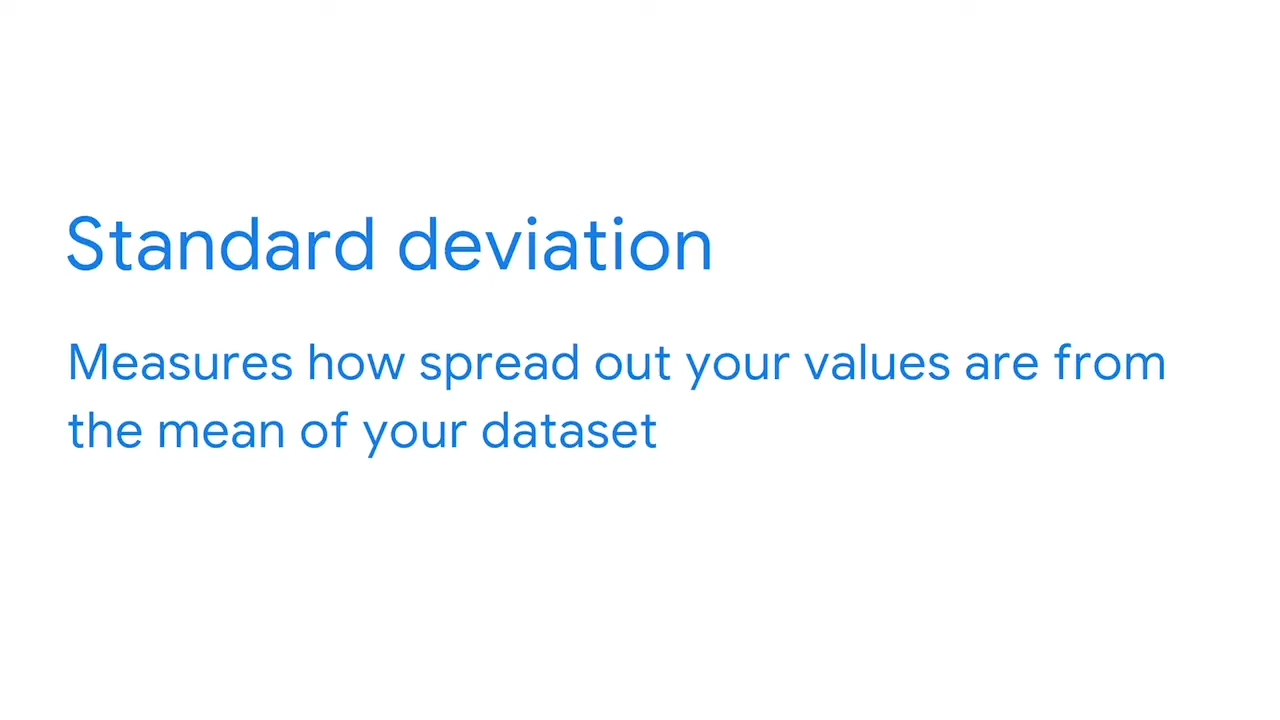 Standard deviation
Measures how spread out your values are from
the mean of your dataset